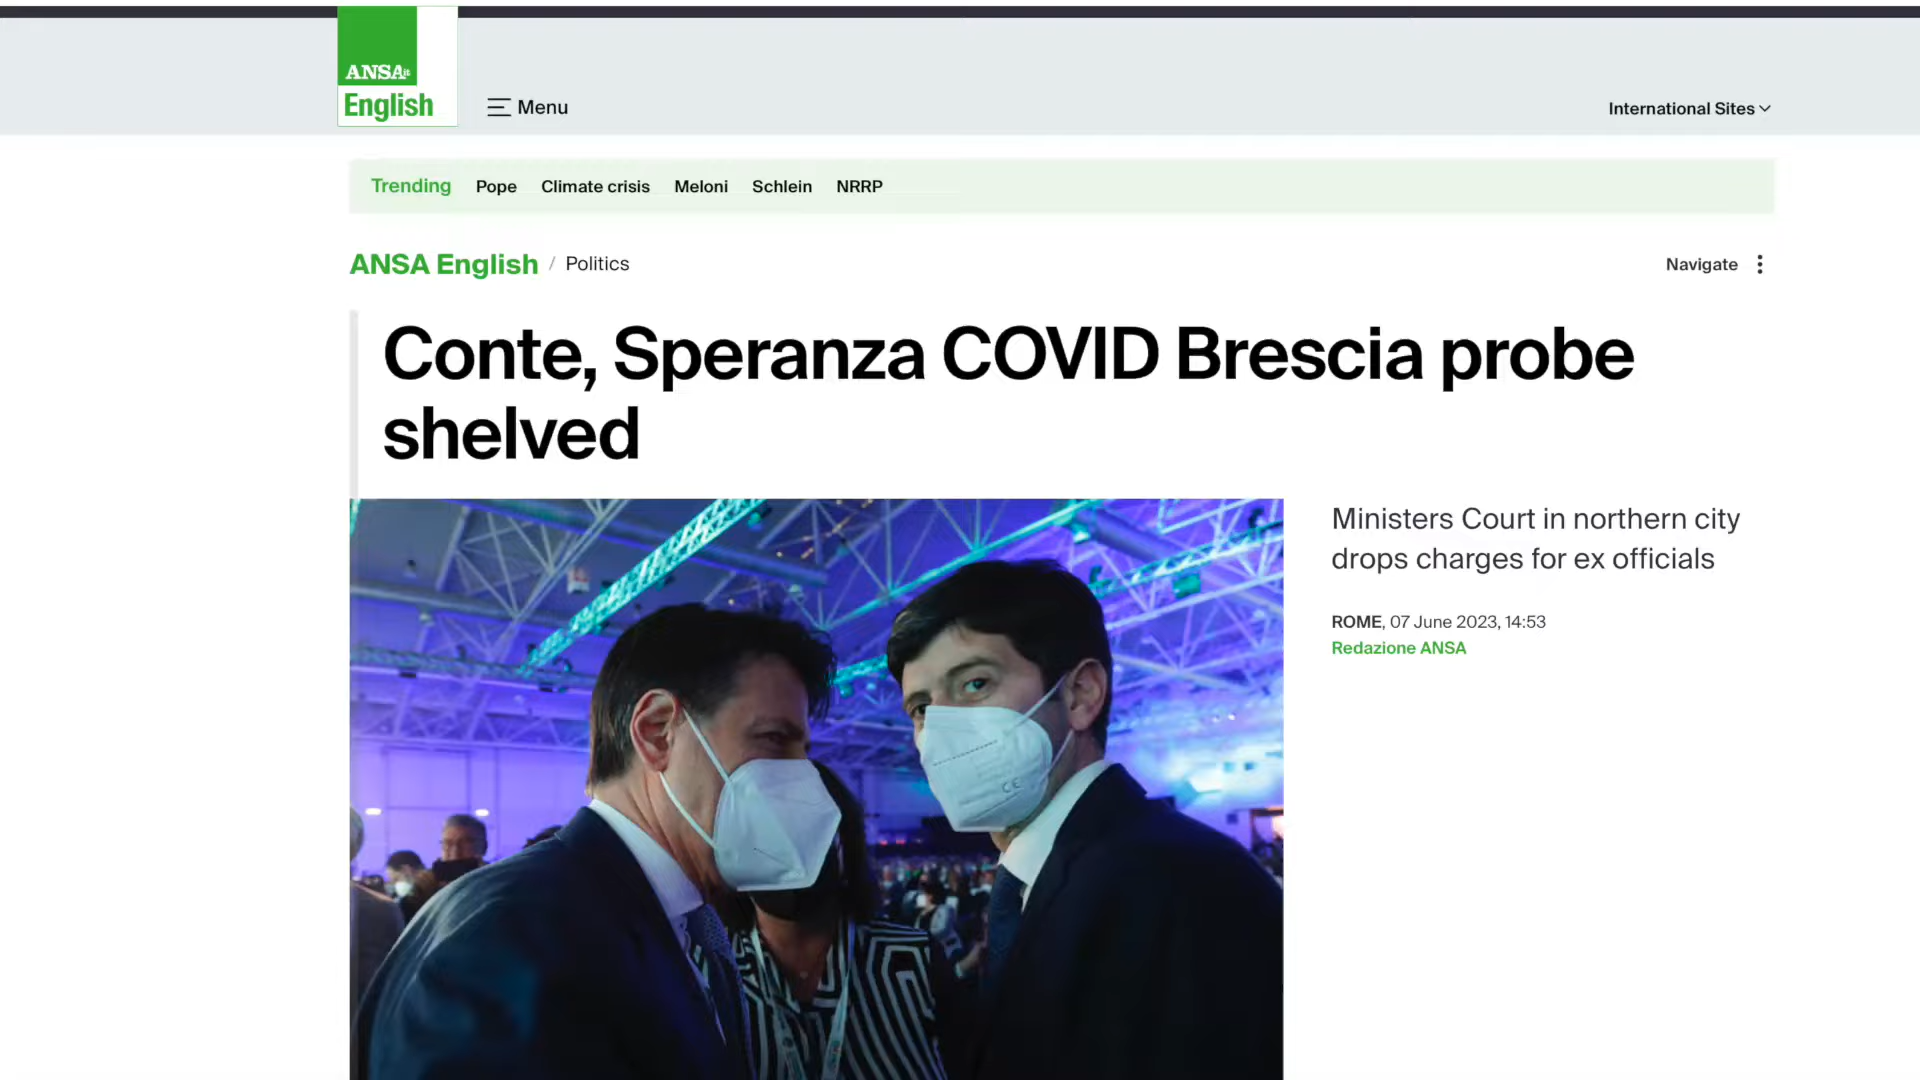 ANSA.it
English
Menu
International Sites
Trending Pope Climate crisis Meloni Schlein NRRP
ANSA English / Politics
Navigate
Conte, Speranza COVID Brescia probe
shelved
Ministers Court in northern city
drops charges for ex officials
ROME, 07 June 2023, 14:53
Redazione ANSA
CE